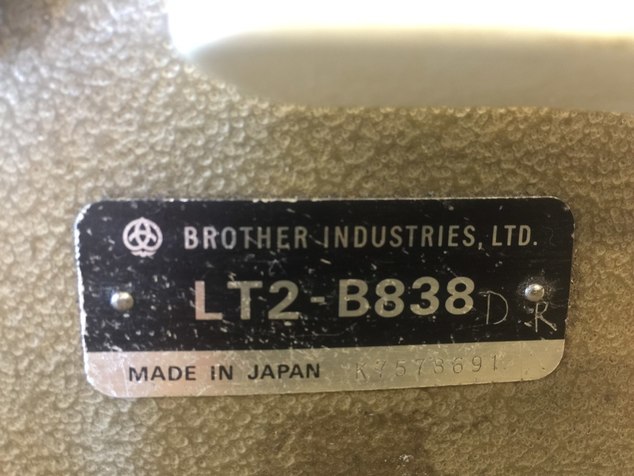 BROTHER INDUSTRIES, LTD.
LT2-B838 D R
MADE IN JAPAN K7578691